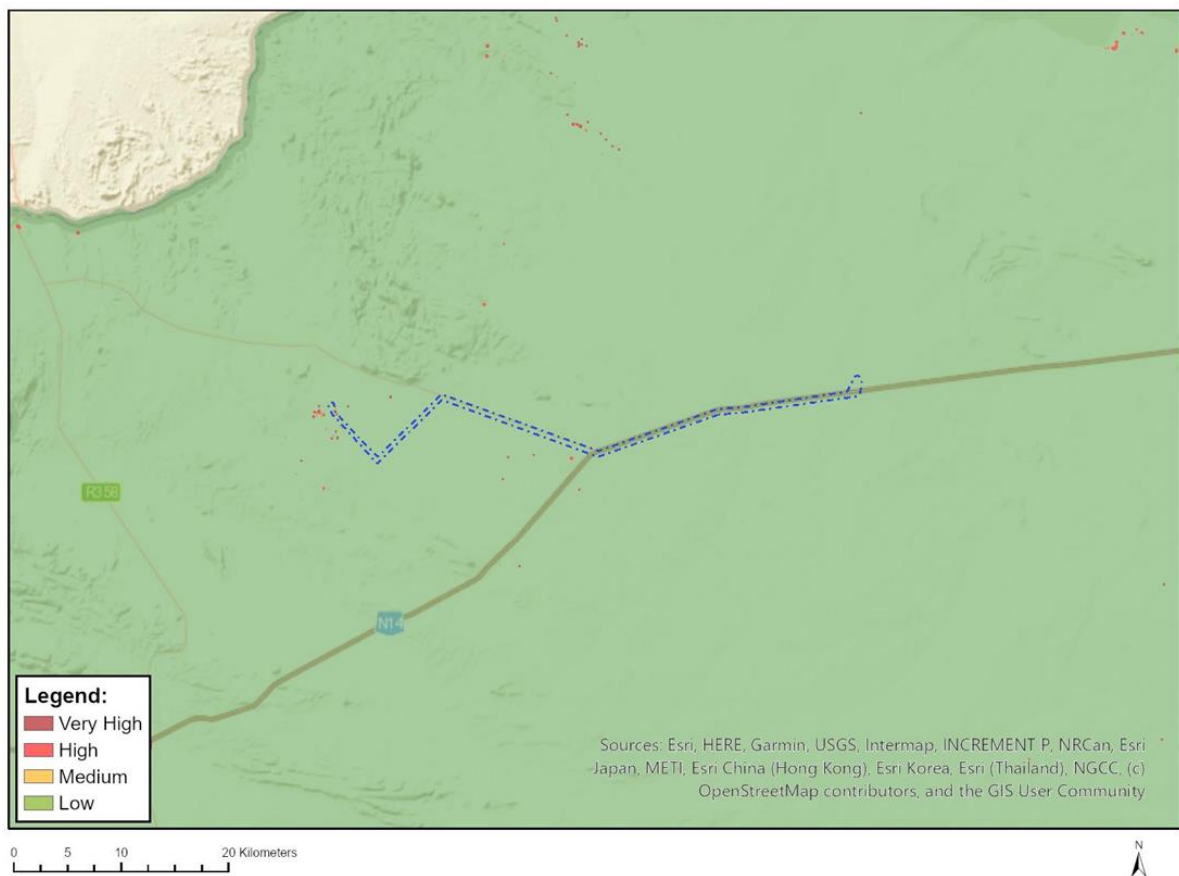 R358
N14
Legend:
Very High
High
Medium
Low
Sources: Esri, HERE, Garmin, USGS, Intermap, INCREMENT P, NRCan, Esri
Japan, METI, Esri China (Hong Kong), Esri Korea, Esri (Thailand), NGCC, (c)
OpenStreetMap contributors, and the GIS User Community
0 5 10 20 Kilometers
N